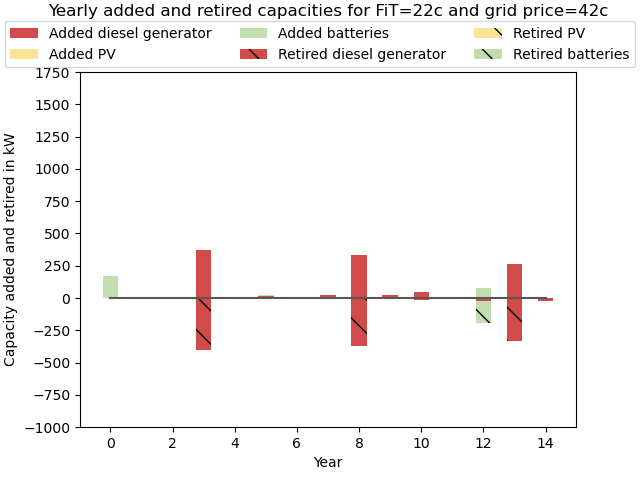 Yearly added and retired capacities for FiT=22c and grid price=42c
Added diesel generator Added batteries Retired PV
Added PV Retired diesel generator Retired batteries
1750
1500
1250
1000
750
500
250
0
−250
−500
−750
−1000
Capacity added and retired in kW
0 2 4 6 8 10 12 14
Year